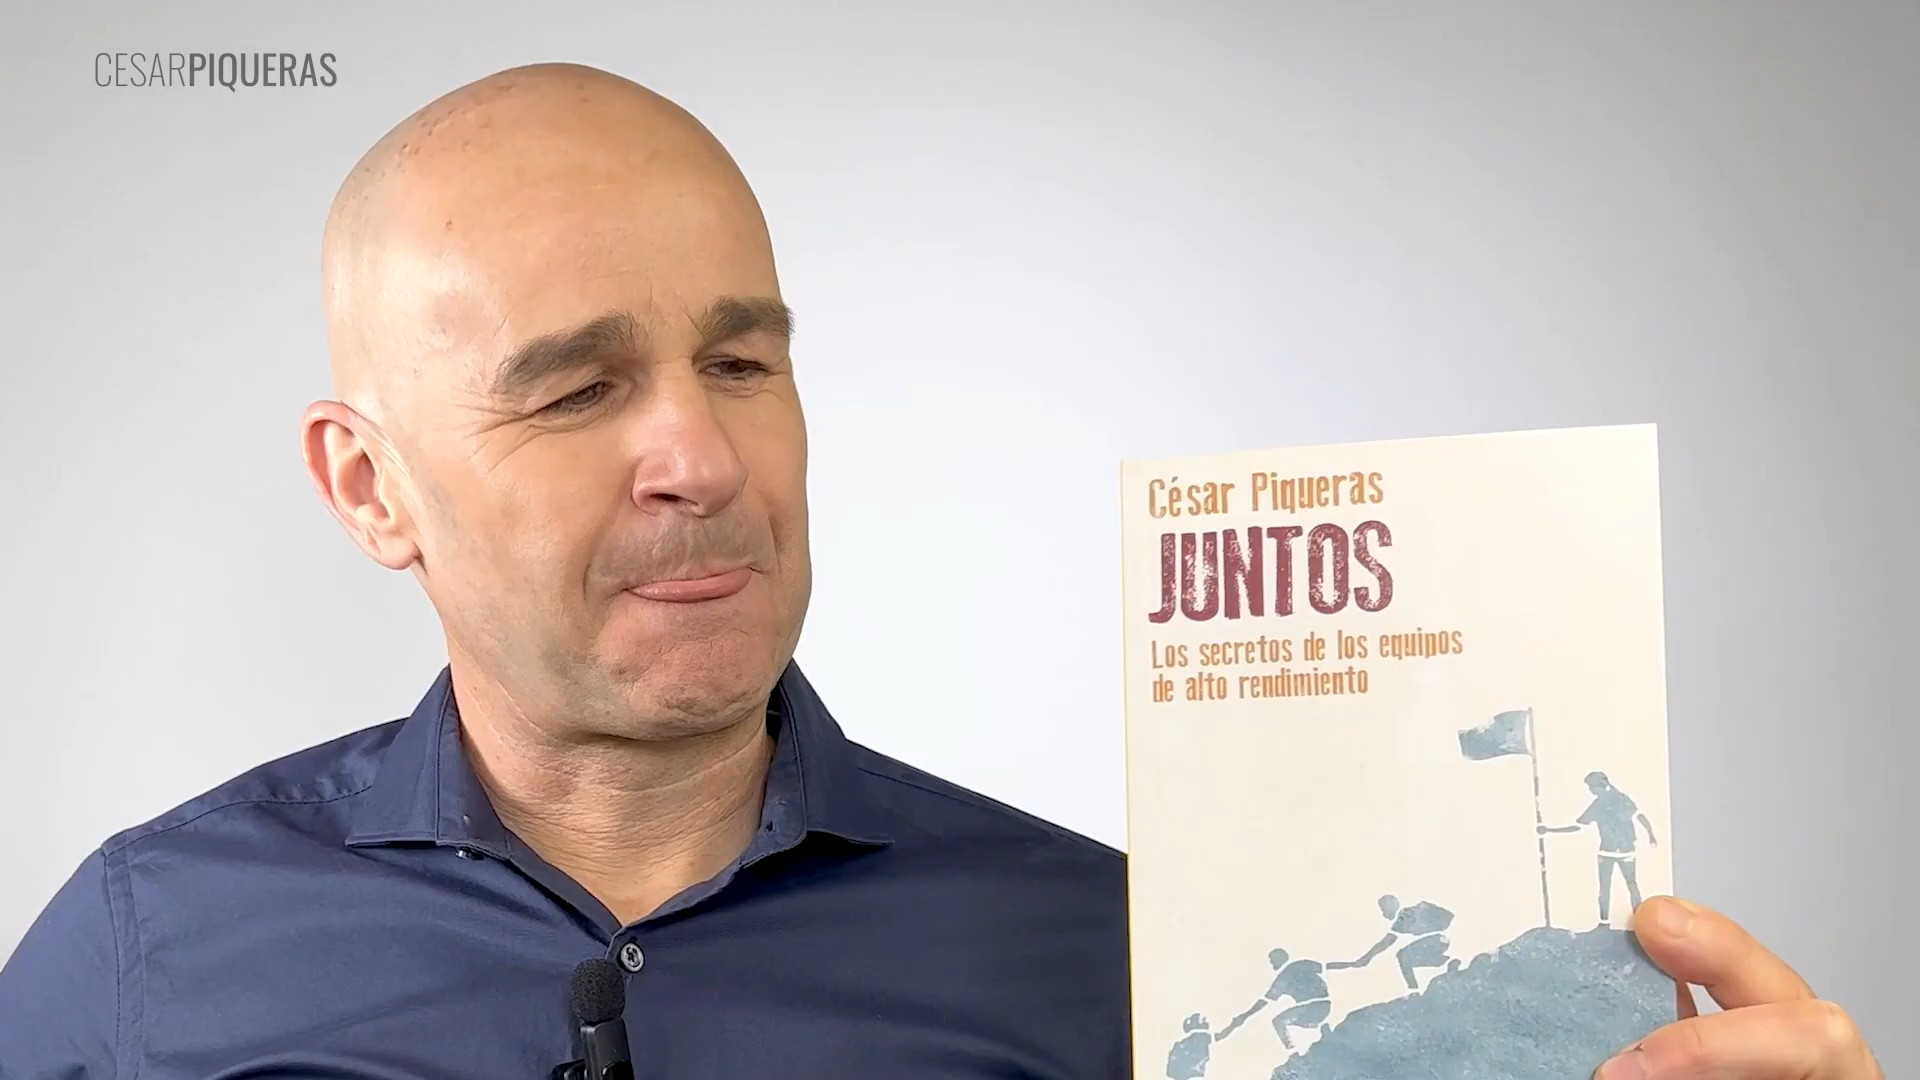 CESARPIQUERAS
César Piqueras
JUNTOS
Los secretos de los equipos
de alto rendimiento